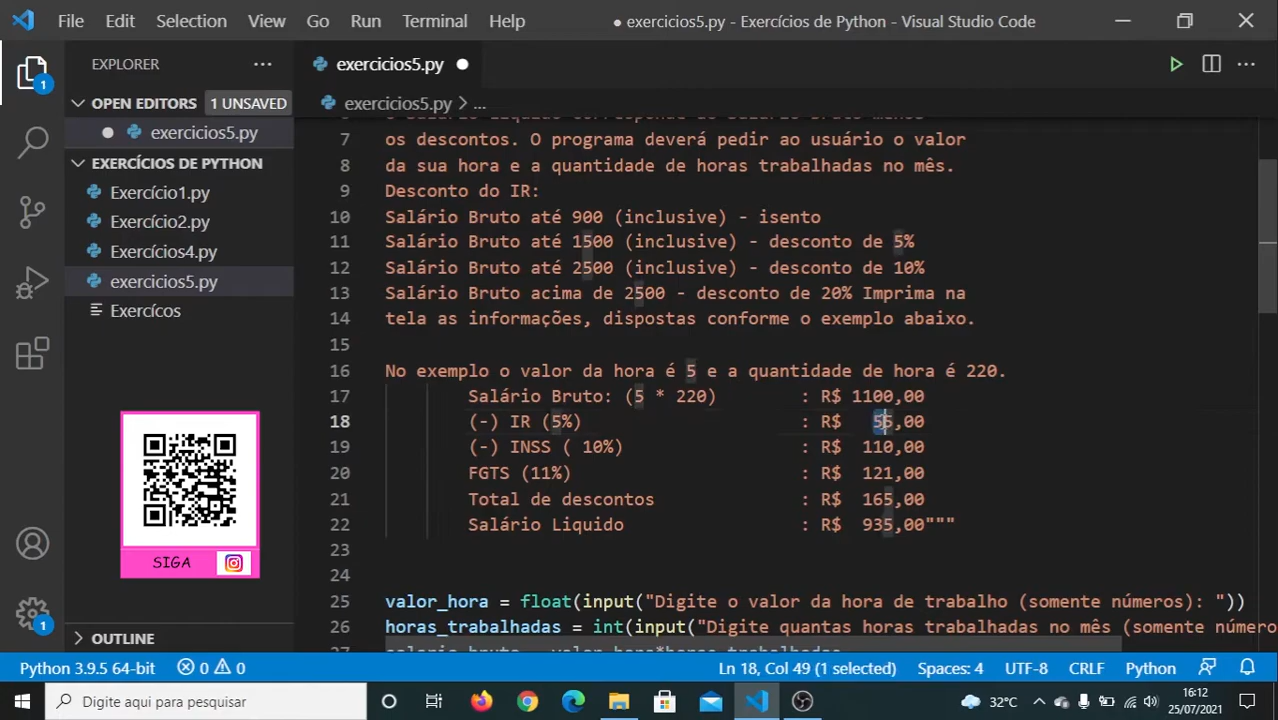 File Edit Selection View Go Run Terminal Help ● exercicios5.py - Exercícios de Python - Visual Studio Code
EXPLORER
exercicios5.py
OPEN EDITORS 1 UNSAVED
exercicios5.py > ...
exercicios5.py
EXERCÍCIOS DE PYTHON
Exercício1.py
Exercício2.py
Exercícios4.py
exercicios5.py
Exercícos
1
SIGA
1
OUTLINE
7 os descontos. O programa deverá pedir ao usuário o valor
8 da sua hora e a quantidade de horas trabalhadas no mês.
9 Desconto do IR:
10 Salário Bruto até 900 (inclusive) - isento
11 Salário Bruto até 1500 (inclusive) - desconto de 5%
12 Salário Bruto até 2500 (inclusive) - desconto de 10%
13 Salário Bruto acima de 2500 - desconto de 20% Imprima na
14 tela as informações, dispostas conforme o exemplo abaixo.
15
16 No exemplo o valor da hora é 5 e a quantidade de hora é 220.
17 Salário Bruto: (5 * 220) : R$ 1100,00
18 (-) IR (5%) : R$ 55,00
19 (-) INSS ( 10%) : R$ 110,00
20 FGTS (11%) : R$ 121,00
21 Total de descontos : R$ 165,00
22 Salário Liquido : R$ 935,00"""
23
24
25 valor_hora = float(input("Digite o valor da hora de trabalho (somente números): "))
26 horas_trabalhadas = int(input("Digite quantas horas trabalhadas no mês (somente número
Python 3.9.5 64-bit 0 0 Ln 18, Col 49 (1 selected) Spaces: 4 UTF-8 CRLF Python
Digite aqui para pesquisar 32°C 16:12
25/07/2021